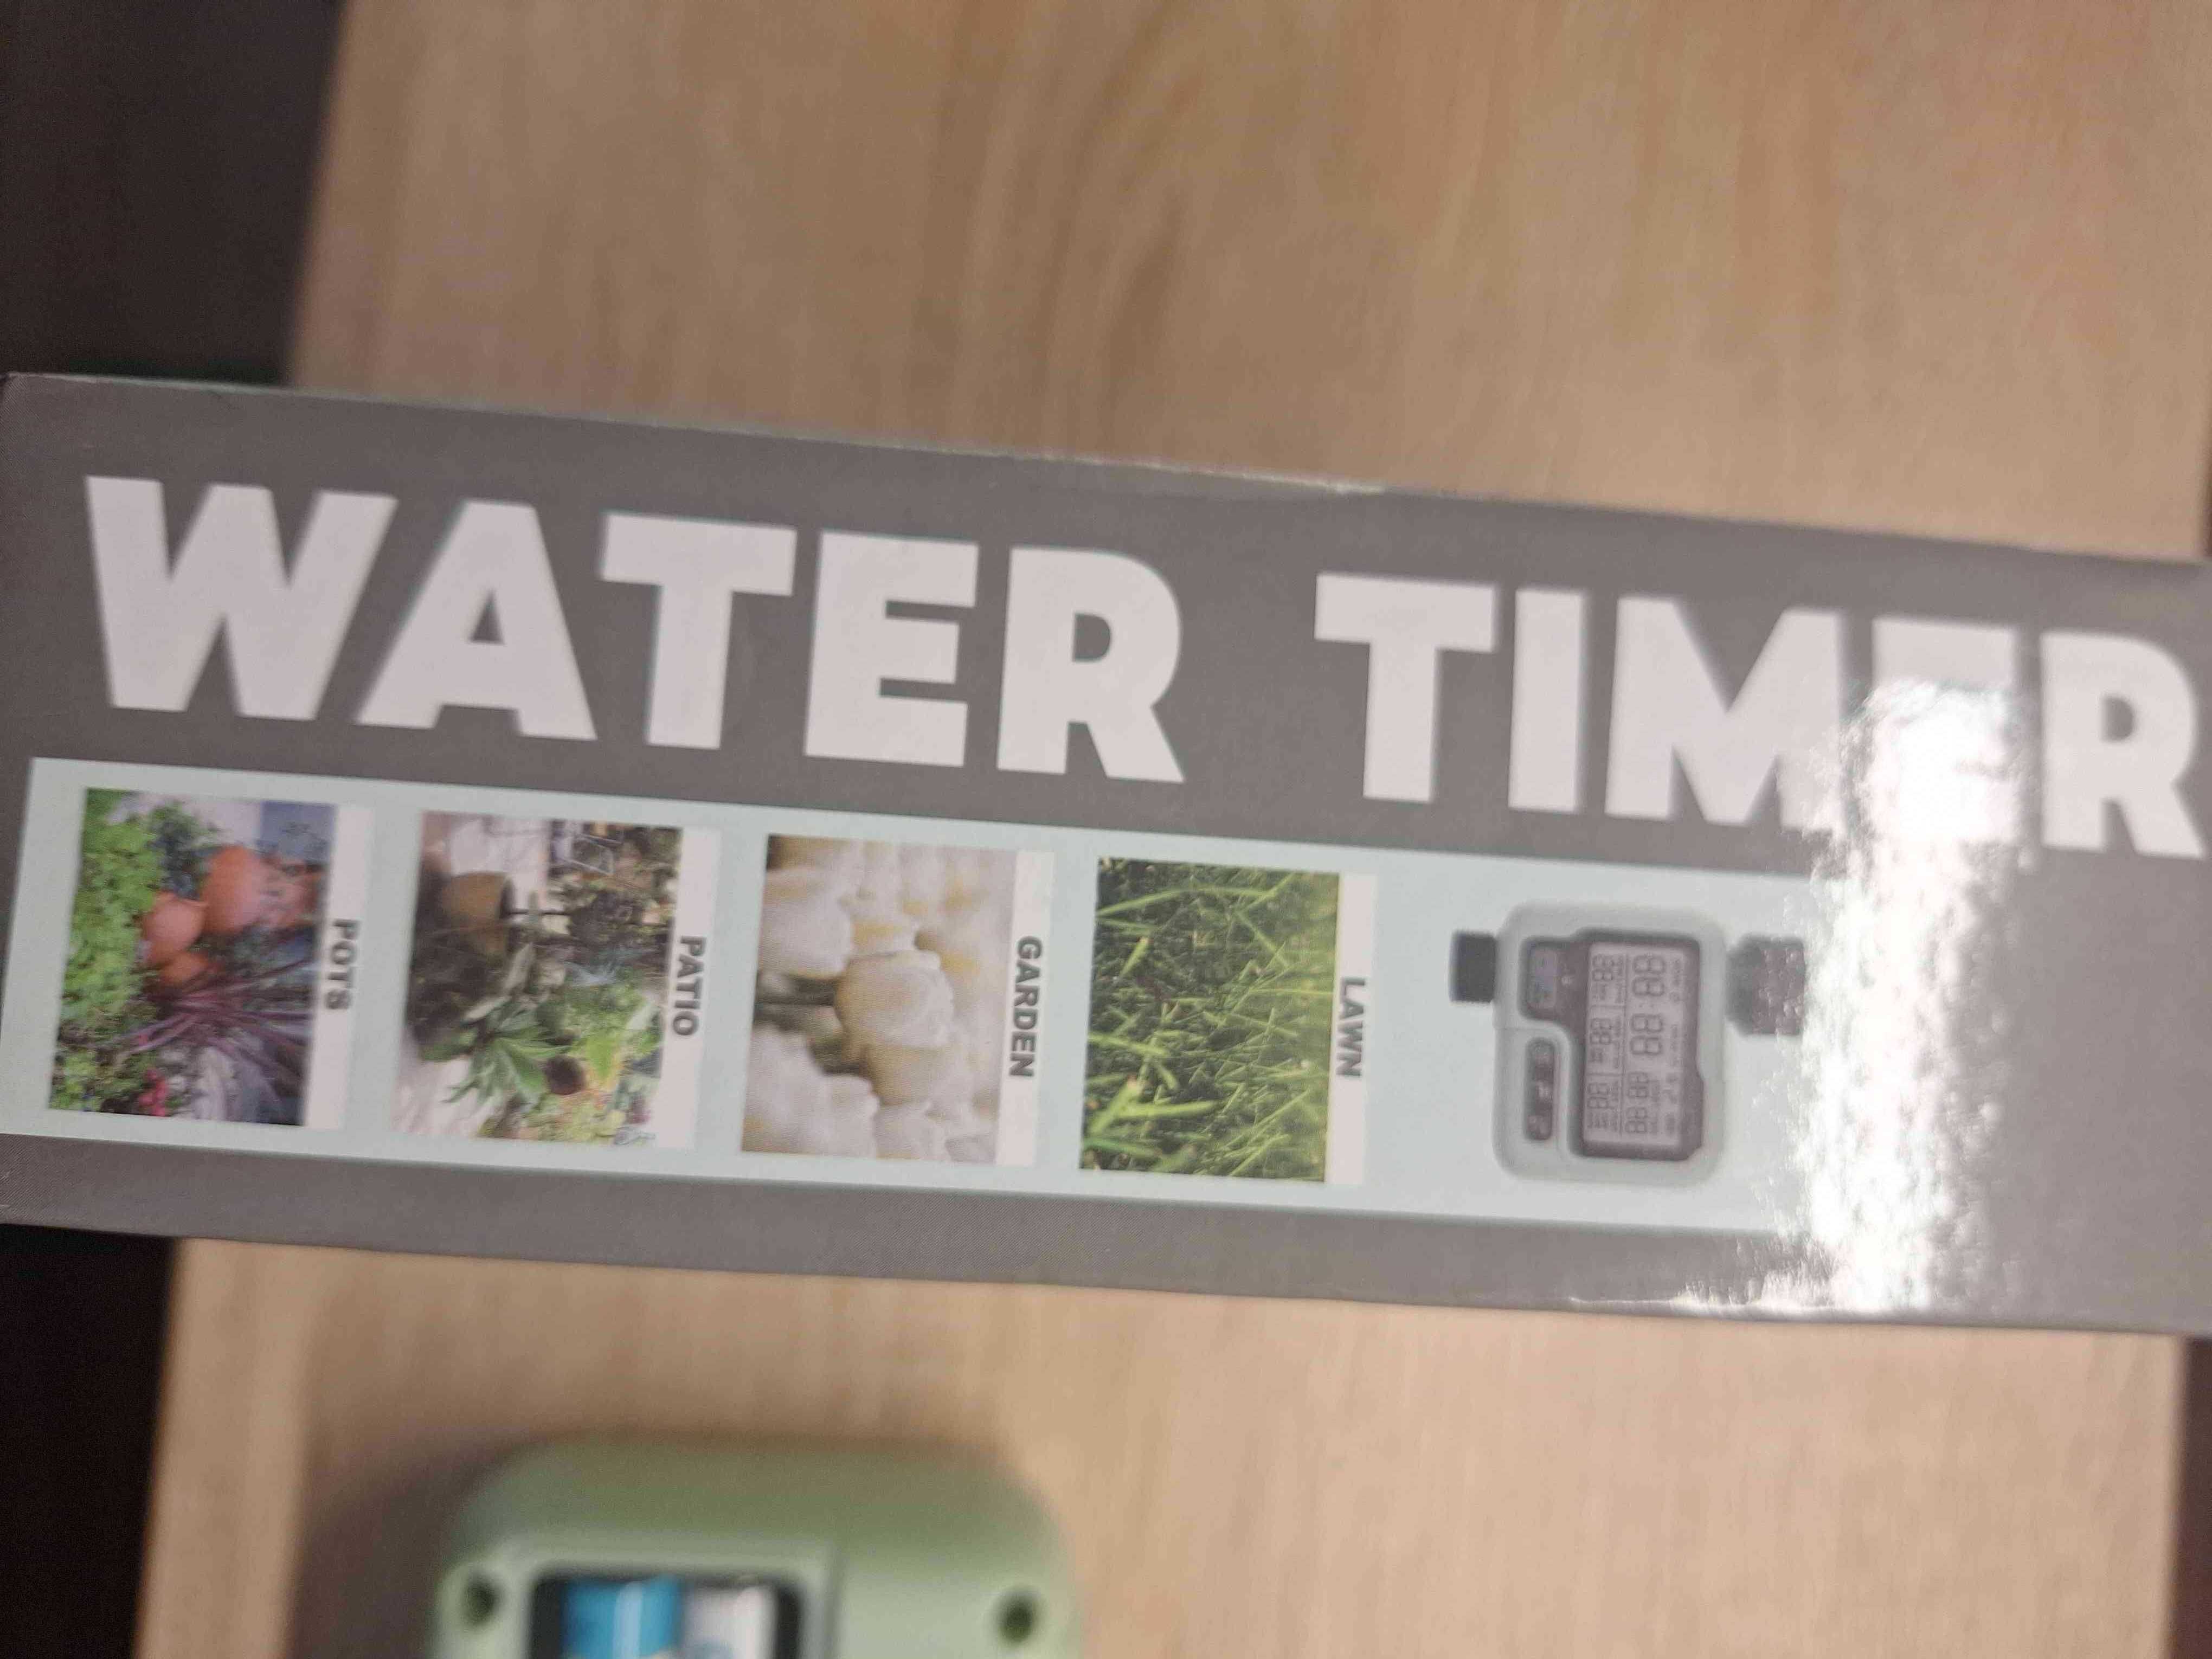 WATER TIMER
POTS
PATIO
GARDEN
LAWN